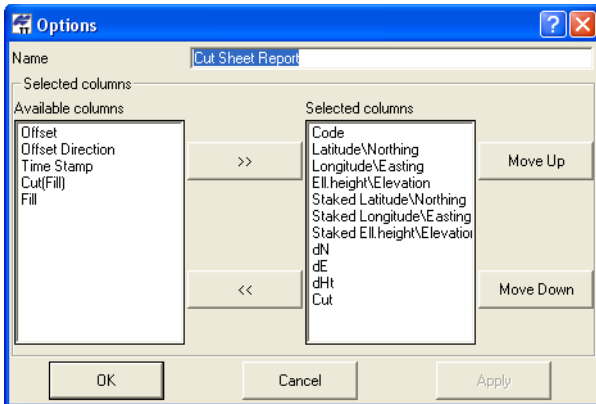 Options
Name
Cut Sheet Report
Selected columns
Available columns
Selected columns
Offset
Offset Direction
Time Stamp
Cut(Fill)
Fill
>>
<<
Code
Latitude\Northing
Longitude\Easting
Ell.height\Elevation
Staked Latitude\Northing
Staked Longitude\Easting
Staked Ell.height\Elevation
dN
dE
dHt
Cut
Move Up
Move Down
OK
Cancel
Apply